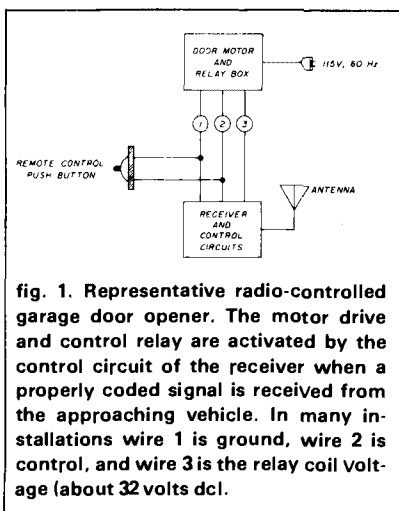 DOOR MOTOR
AND
RELAY BOX
115V, 60 Hz
1 2 3
REMOTE CONTROL
PUSH BUTTON
ANTENNA
RECEIVER
AND
CONTROL
CIRCUITS
fig. 1. Representative radio-controlled
garage door opener. The motor drive
and control relay are activated by the
control circuit of the receiver when a
properly coded signal is received from
the approaching vehicle. In many in-
stallations wire 1 is ground, wire 2 is
control, and wire 3 is the relay coil volt-
age (about 32 volts dc).